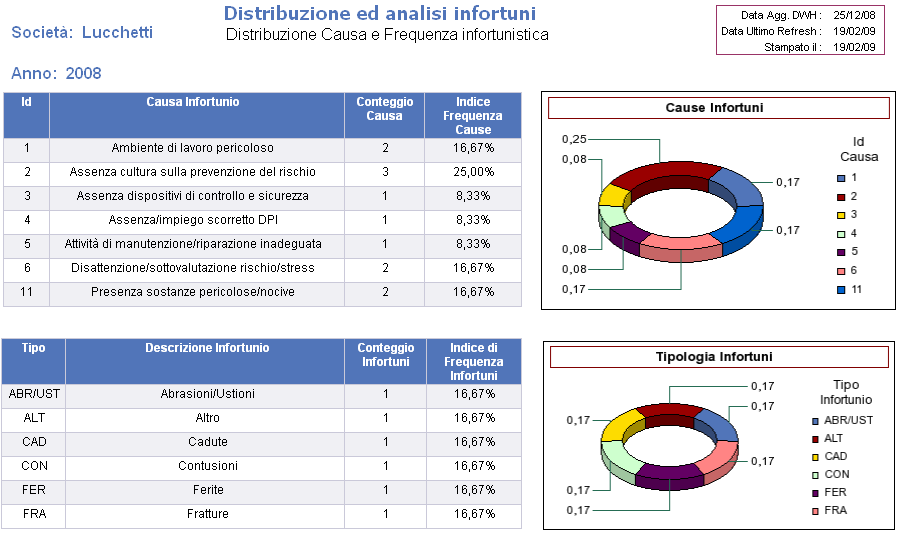 Distribuzione ed analisi infortuni
Società: Lucchetti
Distribuzione Causa e Frequenza infortunistica
Data Agg. DWH : 25/12/08
Data Ultimo Refresh : 19/02/09
Stampato il : 19/02/09
Anno: 2008
Id Causa Infortunio Conteggio Causa Indice Frequenza Cause
1 Ambiente di lavoro pericoloso 2 16,67%
2 Assenza cultura sulla prevenzione del rischio 3 25,00%
3 Assenza dispositivi di controllo e sicurezza 1 8,33%
4 Assenza/impiego scorretto DPI 1 8,33%
5 Attività di manutenzione/riparazione inadeguata 1 8,33%
6 Disattenzione/sottovalutazione rischio/stress 2 16,67%
11 Presenza sostanze pericolose/nocive 2 16,67%
Cause Infortuni
0,25
0,08
0,17
0,17
0,08
0,08
0,17
Id
Causa
1
2
3
4
5
6
11
Tipo Descrizione Infortunio Conteggio Infortuni Indice di Frequenza Infortuni
ABR/UST Abrasioni/Ustioni 1 16,67%
ALT Altro 1 16,67%
CAD Cadute 1 16,67%
CON Contusioni 1 16,67%
FER Ferite 1 16,67%
FRA Fratture 1 16,67%
Tipologia Infortuni
0,17
0,17
0,17
0,17
0,17
0,17
Tipo
Infortunio
ABR/UST
ALT
CAD
CON
FER
FRA